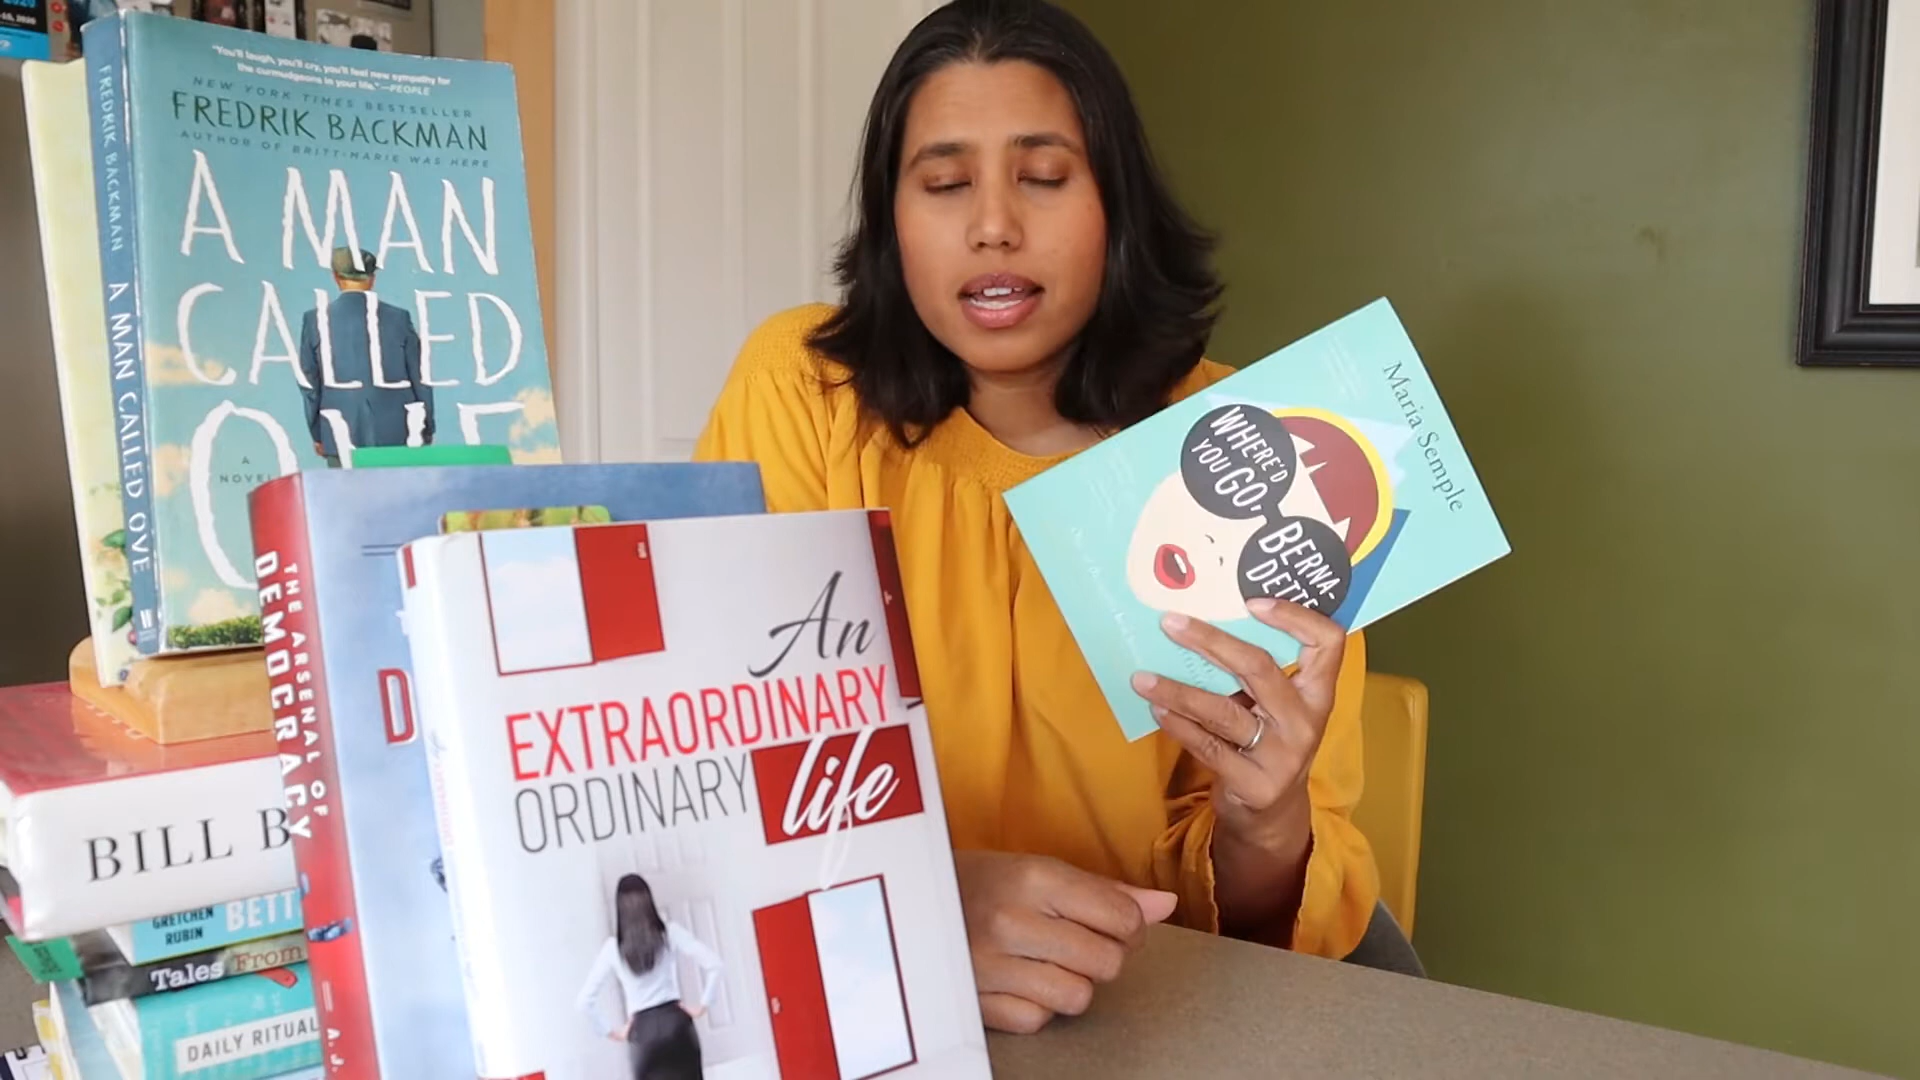 "You'll laugh, you'll cry, you'll feel new sympathy for
the curmudgeons in your life." —PEOPLE
NEW YORK TIMES BESTSELLER
FREDRIK BACKMAN
AUTHOR OF BRITT-MARIE WAS HERE
A MAN
CALLED
OVE
A
NOVEL
FREDRIK BACKMAN A MAN CALLED OVE
THE ARSENAL OF
DEMOCRACY
A. J.
D
An
EXTRAORDINARY
ORDINARY life
BILL B
GRETCHEN
RUBIN
BETT
Tales From
DAILY RITUAL
Maria Semple
WHERE'D
YOU GO,
BERNA-
DETTE